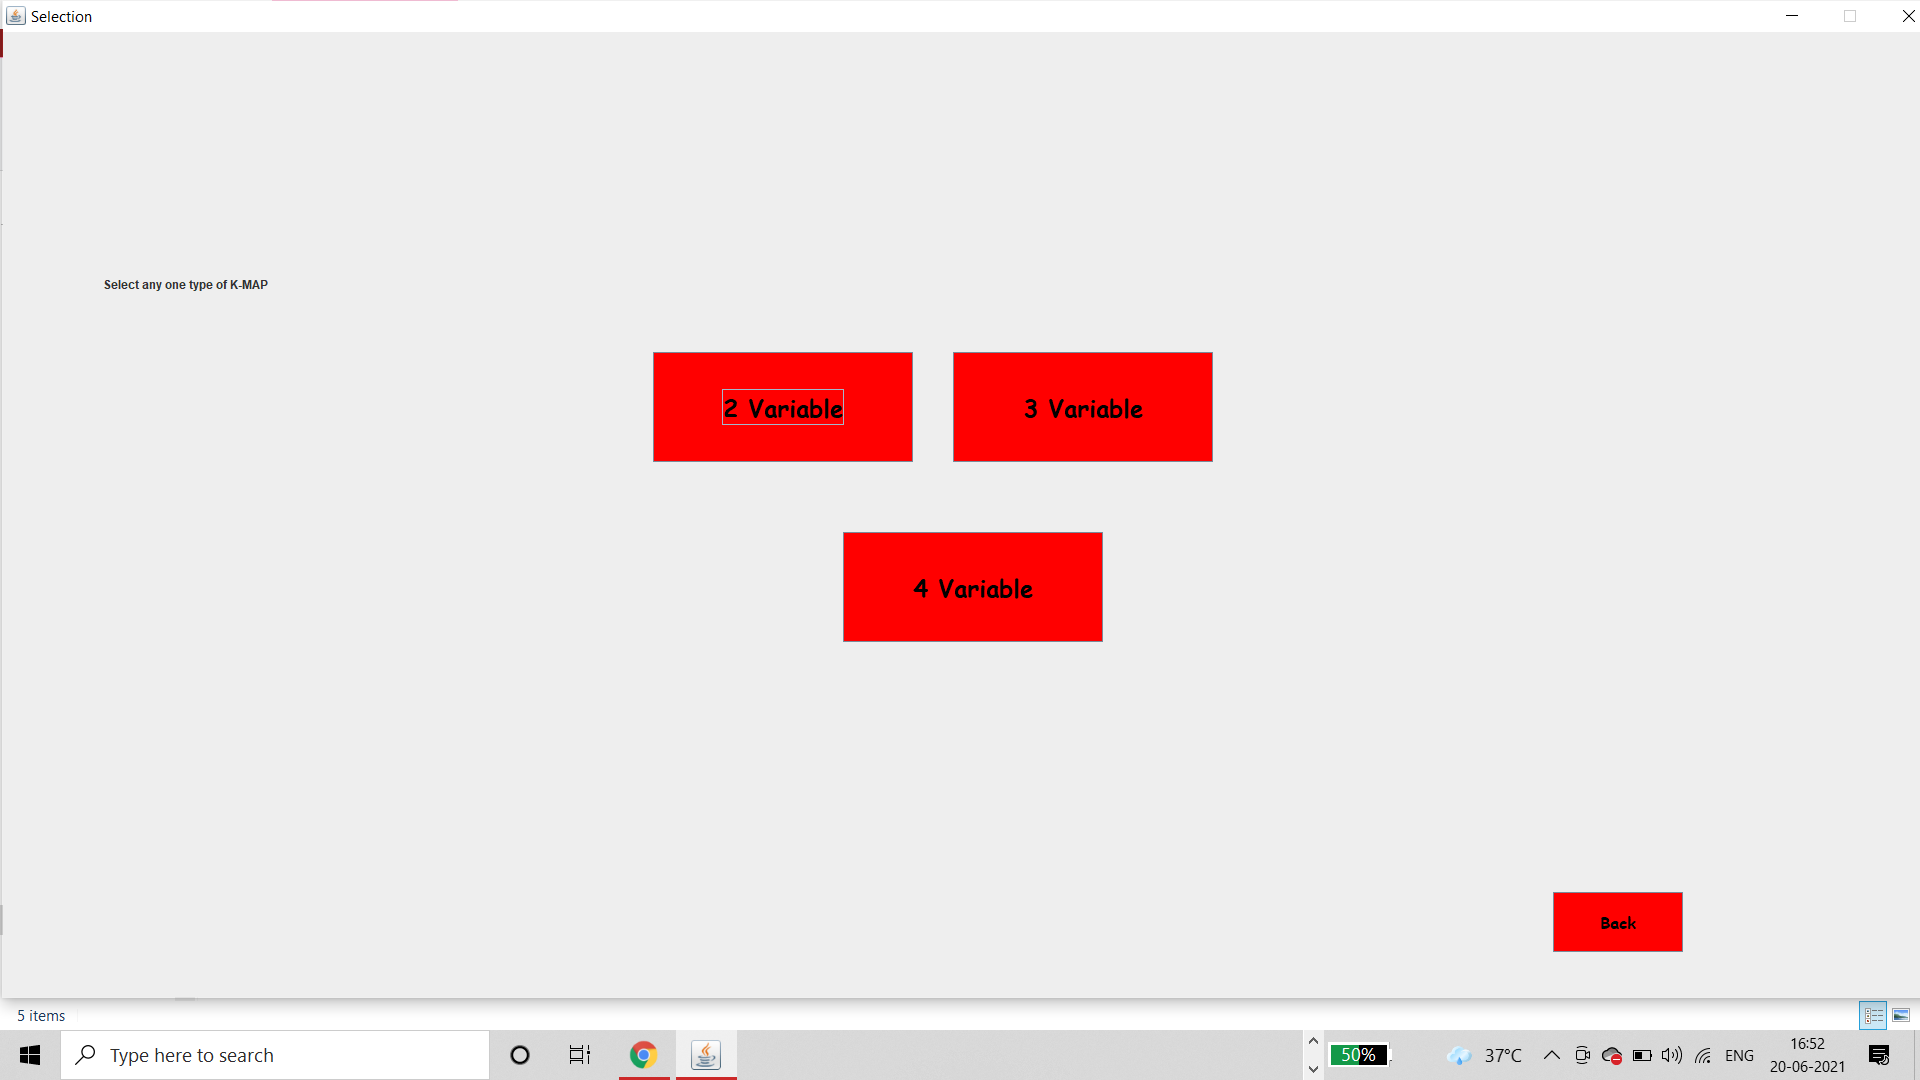 Selection
Select any one type of K-MAP
2 Variable
3 Variable
4 Variable
Back
5 items
Type here to search
50%
37°C
ENG
16:52
20-06-2021